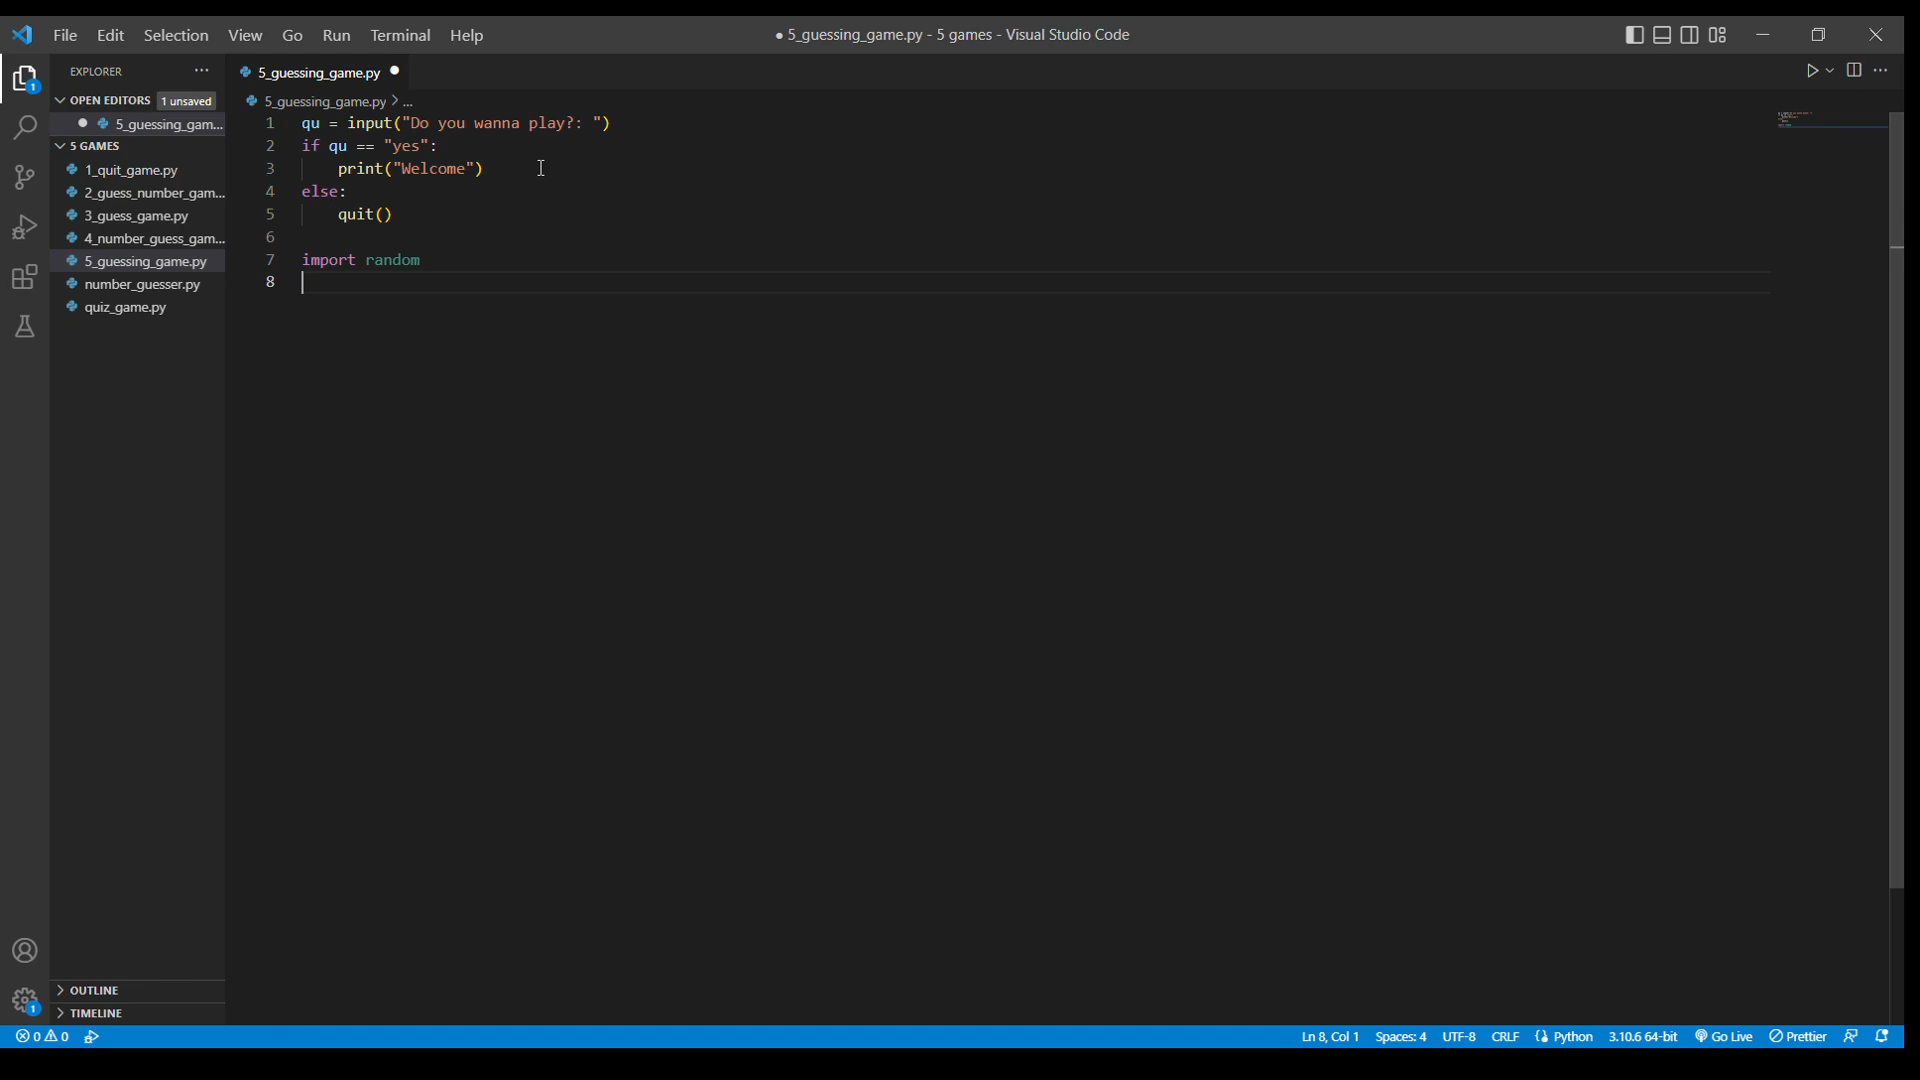 File Edit Selection View Go Run Terminal Help
● 5_guessing_game.py - 5 games - Visual Studio Code
EXPLORER ···
OPEN EDITORS 1 unsaved
5_guessing_gam...
5 GAMES
1_quit_game.py
2_guess_number_gam...
3_guess_game.py
4_number_guess_gam...
5_guessing_game.py
number_guesser.py
quiz_game.py
OUTLINE
TIMELINE
5_guessing_game.py ●
5_guessing_game.py > ...
1 qu = input("Do you wanna play?: ")
2 if qu == "yes":
3     print("Welcome")
4 else:
5     quit()
6
7 import random
8
1
1
0 0
Ln 8, Col 1 Spaces: 4 UTF-8 CRLF Python 3.10.6 64-bit Go Live Prettier